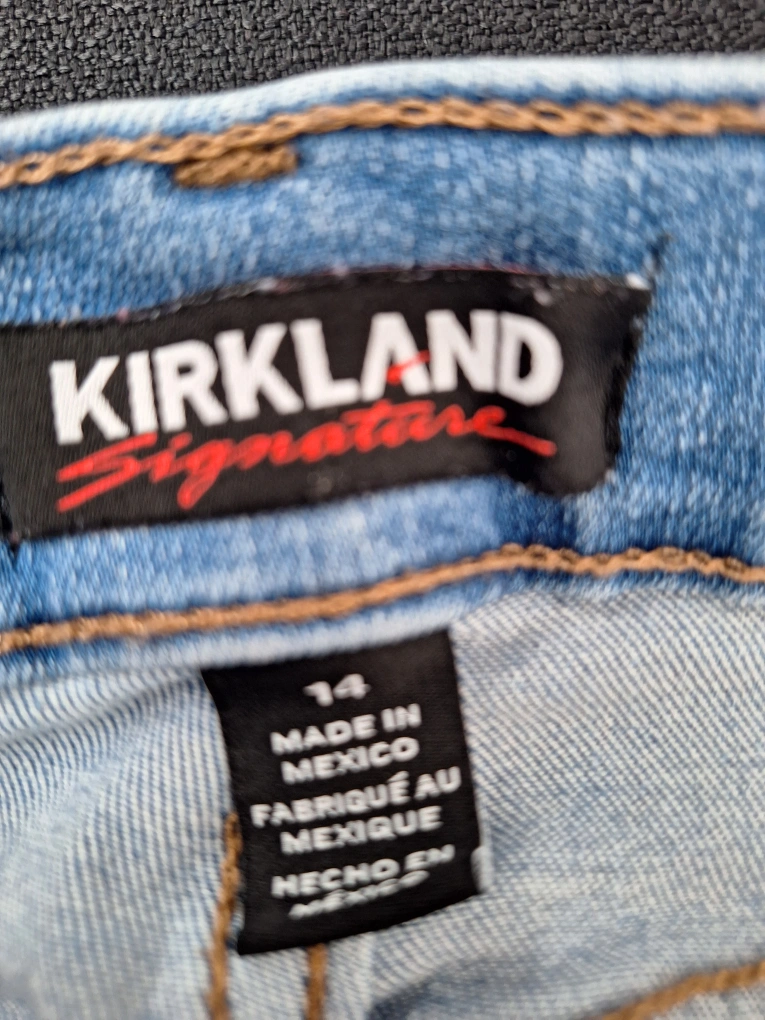 KIRKLAND
Signature
14
MADE IN
MEXICO
FABRIQUÉ AU
MEXIQUE
HECHO EN
MÉXICO